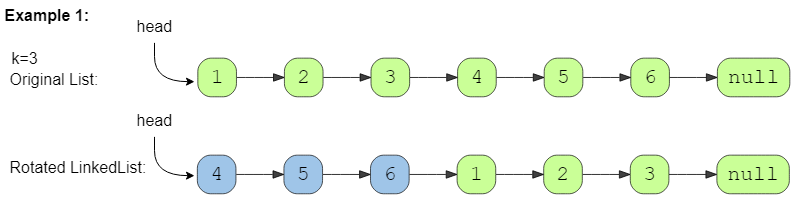 Example 1:
head
k=3
Original List:
1 2 3 4 5 6 null
head
Rotated LinkedList:
4 5 6 1 2 3 null